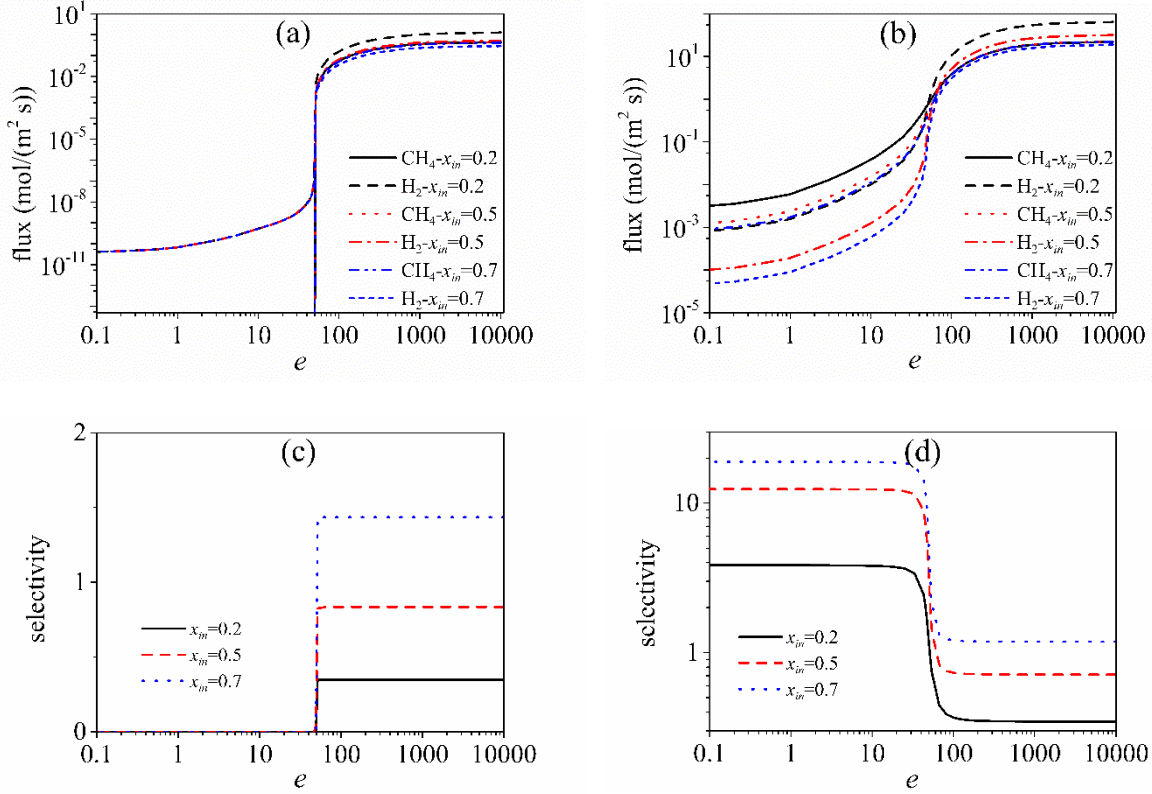 (a)
flux (mol/(m² s))
10¹
10⁻²
10⁻⁵
10⁻⁸
10⁻¹¹
CH₄-xᵢₙ=0.2
H₂-xᵢₙ=0.2
CH₄-xᵢₙ=0.5
H₂-xᵢₙ=0.5
CH₄-xᵢₙ=0.7
H₂-xᵢₙ=0.7
0.1 1 10 100 1000 10000
e
(b)
flux (mol/(m² s))
10¹
10⁻¹
10⁻³
10⁻⁵
CH₄-xᵢₙ=0.2
H₂-xᵢₙ=0.2
CH₄-xᵢₙ=0.5
H₂-xᵢₙ=0.5
CH₄-xᵢₙ=0.7
H₂-xᵢₙ=0.7
0.1 1 10 100 1000 10000
e
(c)
selectivity
2
1
0
xᵢₙ=0.2
xᵢₙ=0.5
xᵢₙ=0.7
0.1 1 10 100 1000 10000
e
(d)
selectivity
10
1
xᵢₙ=0.2
xᵢₙ=0.5
xᵢₙ=0.7
0.1 1 10 100 1000 10000
e